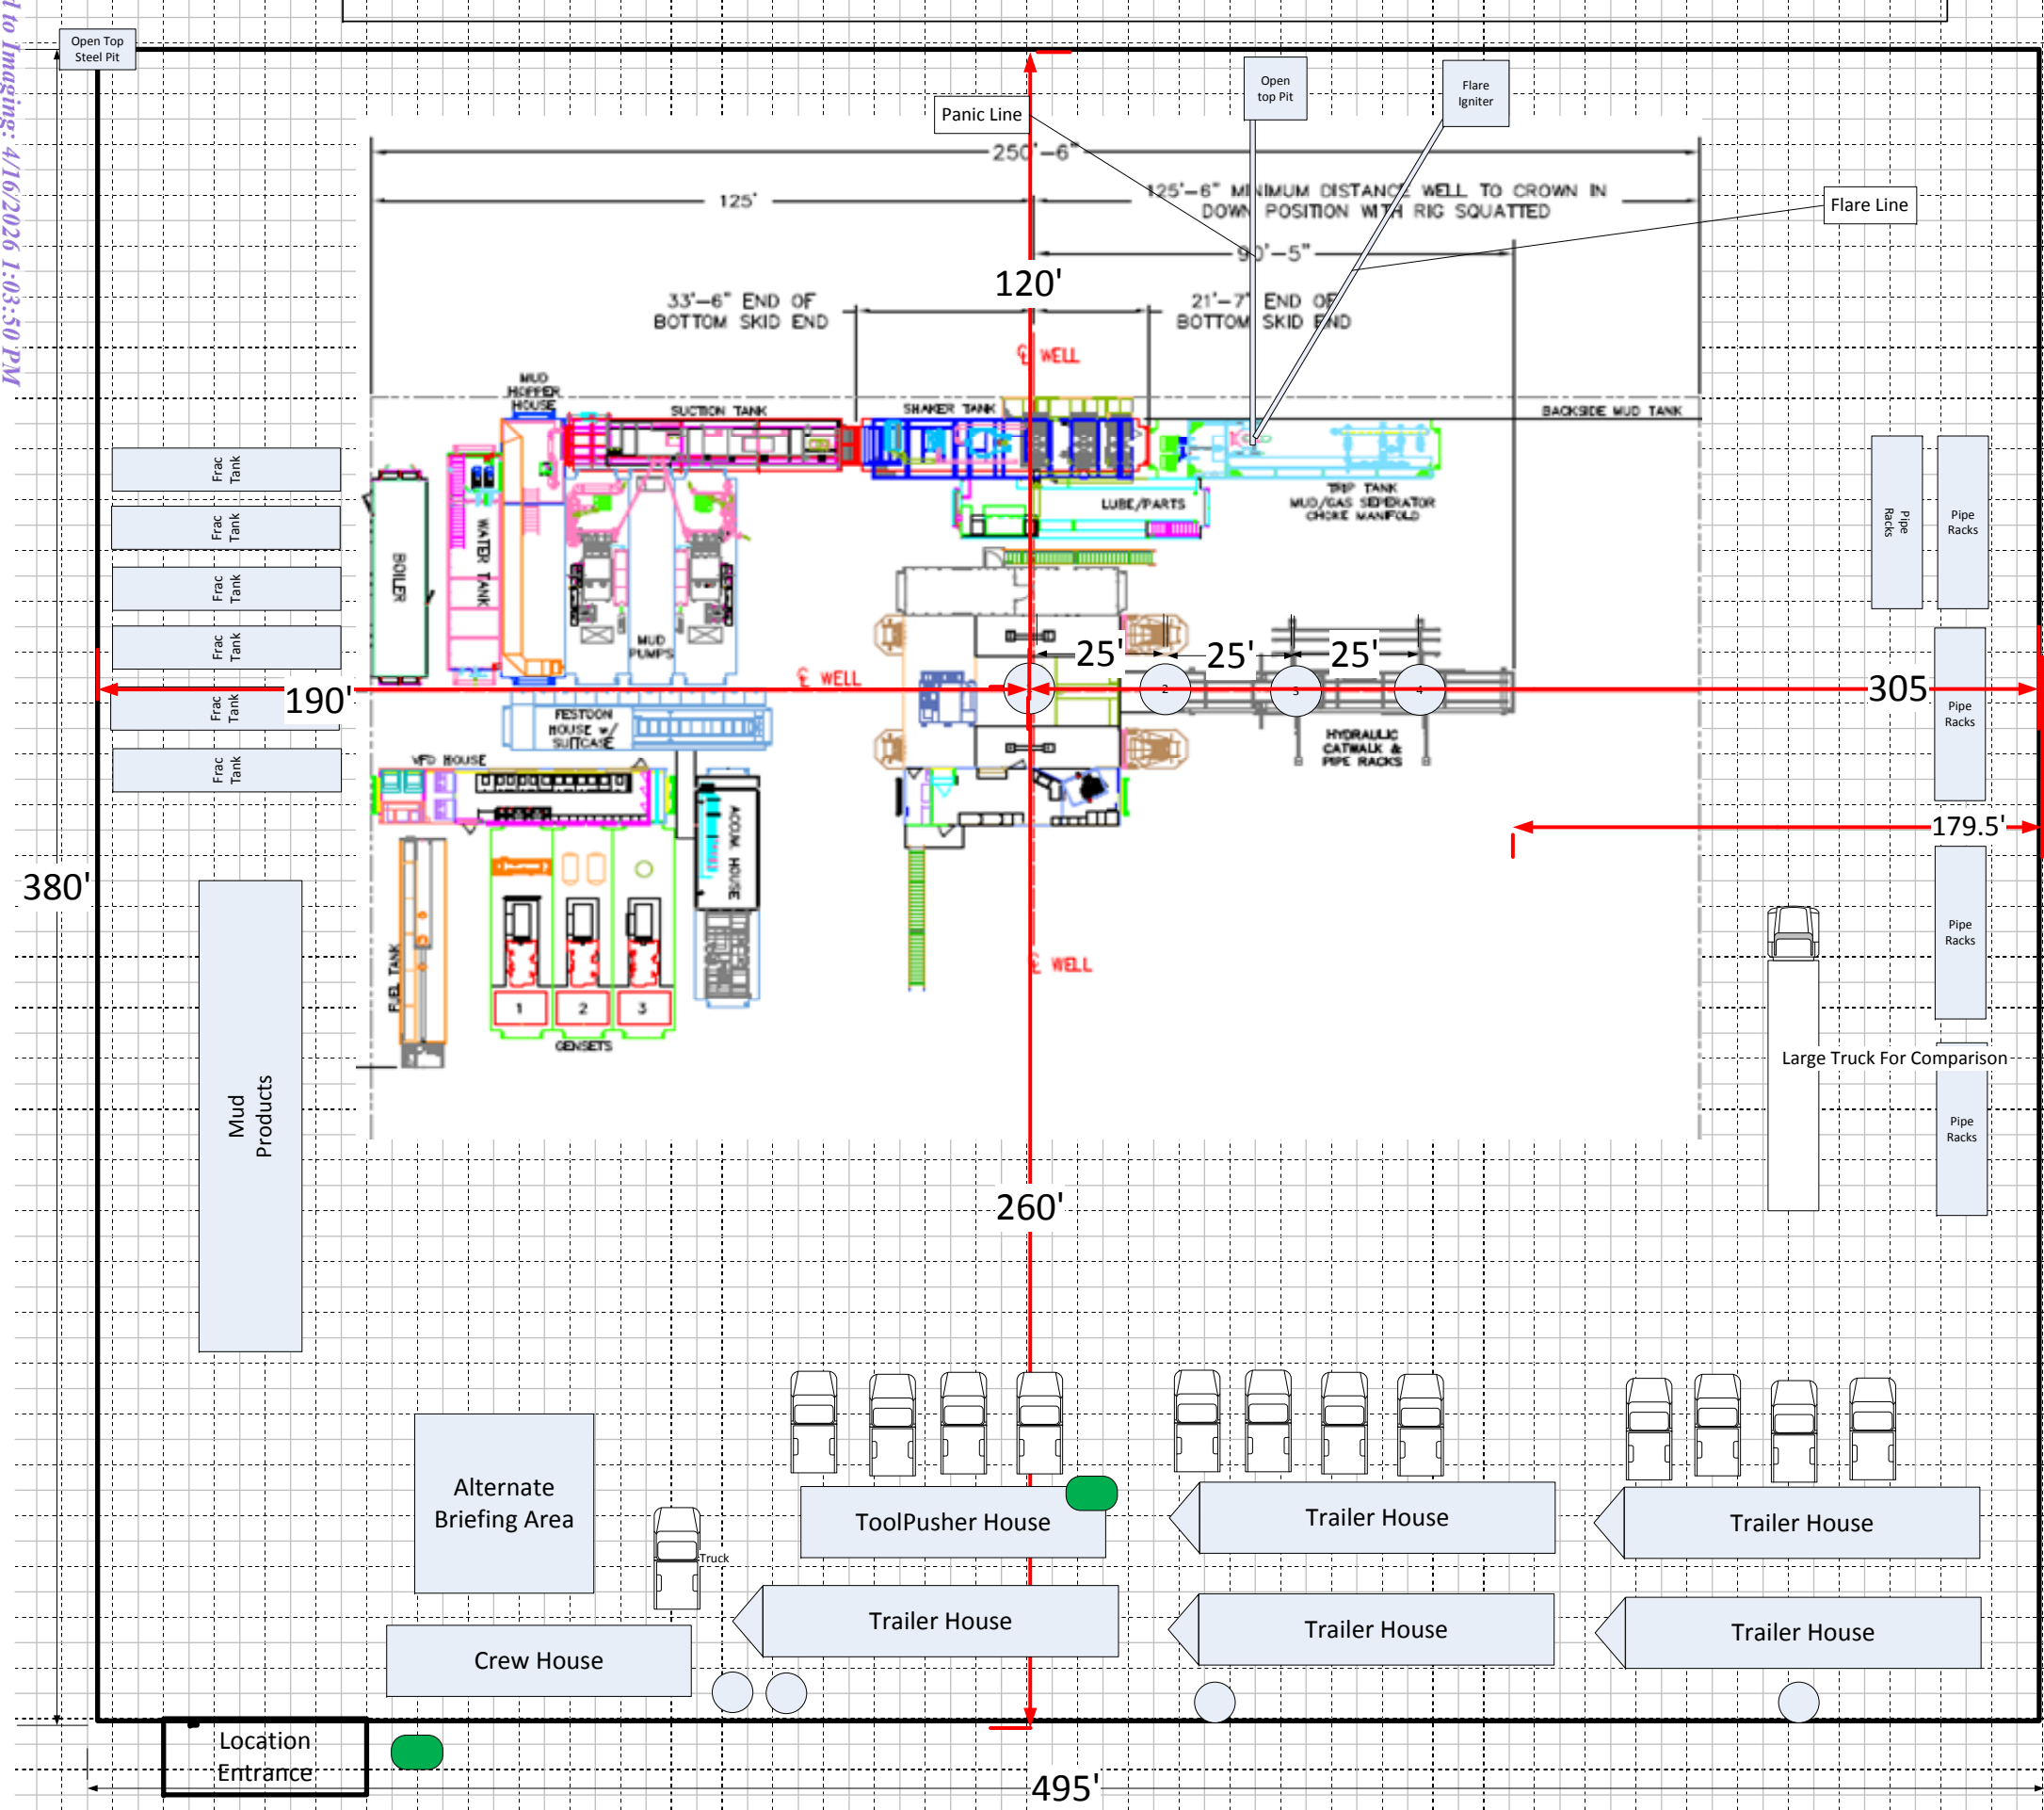 d to Imaging: 4/16/2026 1:03:50 PM
Open Top
Steel Pit
Open
top Pit
Flare
Igniter
Panic Line
250'-6"
125'
125'-6" MINIMUM DISTANCE WELL TO CROWN IN
DOWN POSITION WITH RIG SQUATTED
Flare Line
90'-5"
120'
33'-6" END OF
BOTTOM SKID END
21'-7" END OF
BOTTOM SKID END
℄ WELL
MUD
HOPPER
HOUSE
SUCTION TANK
SHAKER TANK
BACKSIDE MUD TANK
Frac
Tank
Frac
Tank
Frac
Tank
Frac
Tank
Frac
Tank
Frac
Tank
BOILER
WATER TANK
MUD
PUMPS
LUBE/PARTS
TRIP TANK
MUD/GAS SEPERATOR
CHOKE MANIFOLD
Pipe
Racks
Pipe
Racks
Pipe
Racks
25'
25'
25'
℄ WELL
190'
2
3
4
305
FESTOON
HOUSE w/
SUITCASE
HYDRAULIC
CATWALK &
PIPE RACKS
VFD HOUSE
ACCUM. HOUSE
179.5'
380'
FUEL TANK
1
2
3
GENSETS
℄ WELL
Pipe
Racks
Large Truck For Comparison
Pipe
Racks
Mud
Products
260'
Alternate
Briefing Area
Truck
ToolPusher House
Trailer House
Trailer House
Trailer House
Trailer House
Trailer House
Crew House
Location
Entrance
495'